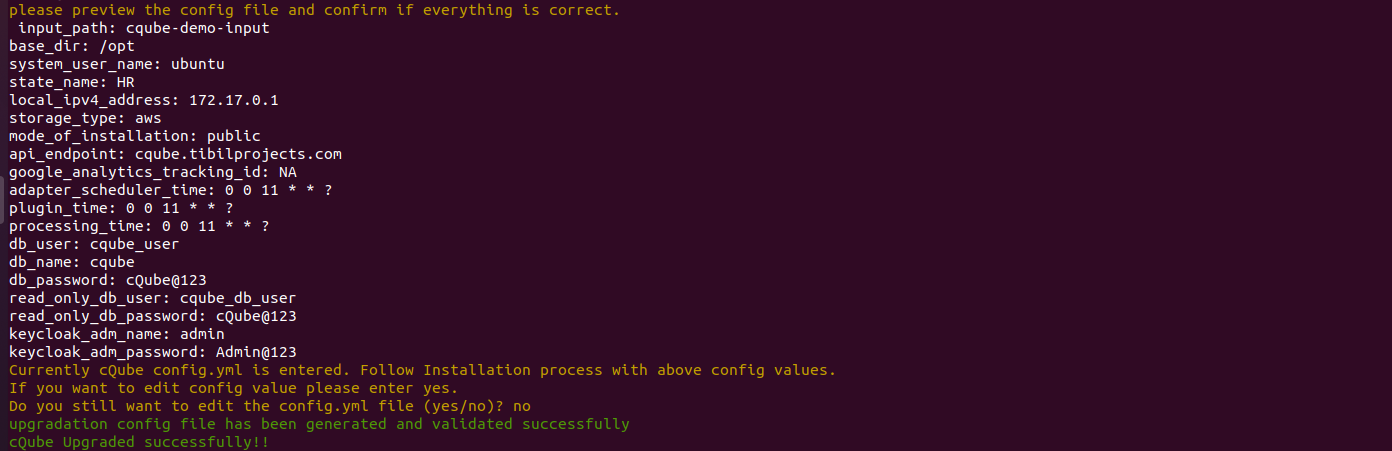 please preview the config file and confirm if everything is correct.
input_path: cqube-demo-input
base_dir: /opt
system_user_name: ubuntu
state_name: HR
local_ipv4_address: 172.17.0.1
storage_type: aws
mode_of_installation: public
api_endpoint: cqube.tibilprojects.com
google_analytics_tracking_id: NA
adapter_scheduler_time: 0 0 11 * * ?
plugin_time: 0 0 11 * * ?
processing_time: 0 0 11 * * ?
db_user: cqube_user
db_name: cqube
db_password: cQube@123
read_only_db_user: cqube_db_user
read_only_db_password: cQube@123
keycloak_adm_name: admin
keycloak_adm_password: Admin@123
Currently cQube config.yml is entered. Follow Installation process with above config values.
If you want to edit config value please enter yes.
Do you still want to edit the config.yml file (yes/no)? no
upgradation config file has been generated and validated successfully
cQube Upgraded successfully!!